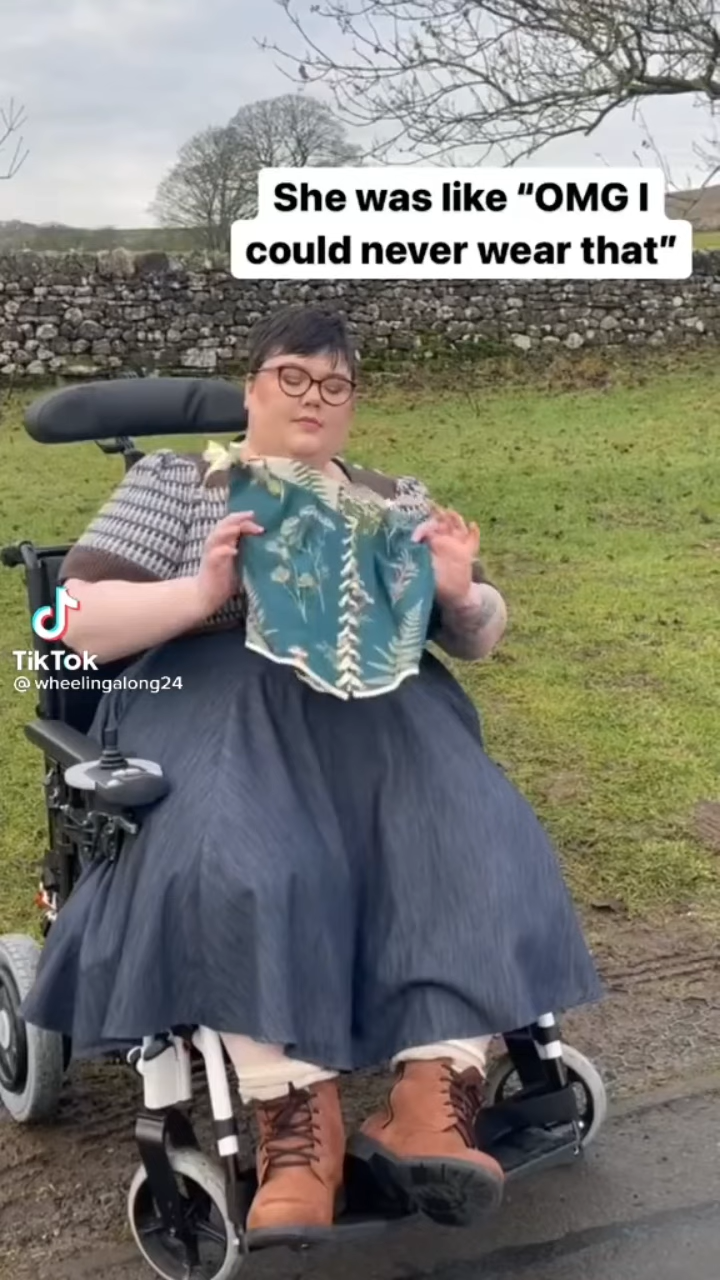 She was like “OMG I
could never wear that”
TikTok
@wheelingalong24